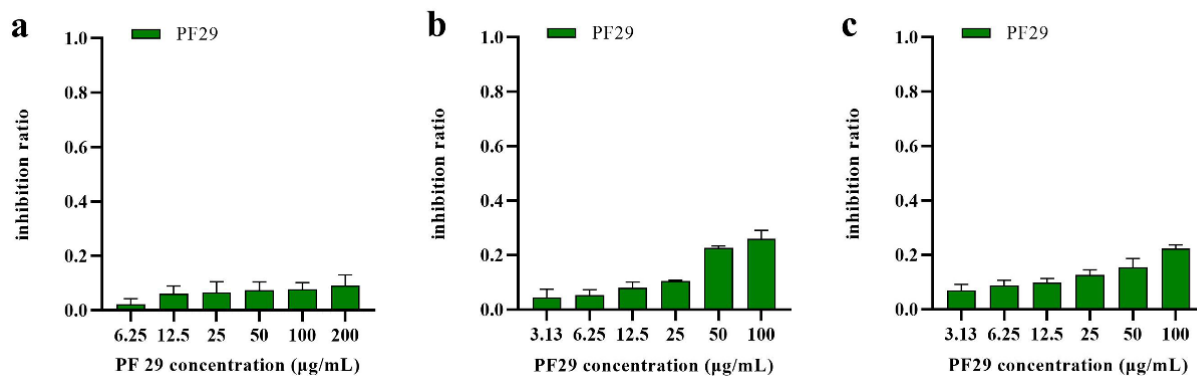 a
PF29
inhibition ratio
1.0
0.8
0.6
0.4
0.2
0.0
6.25 12.5 25 50 100 200
PF 29 concentration (μg/mL)
b
PF29
inhibition ratio
1.0
0.8
0.6
0.4
0.2
0.0
3.13 6.25 12.5 25 50 100
PF29 concentration (μg/mL)
c
PF29
inhibition ratio
1.0
0.8
0.6
0.4
0.2
0.0
3.13 6.25 12.5 25 50 100
PF29 concentration (μg/mL)